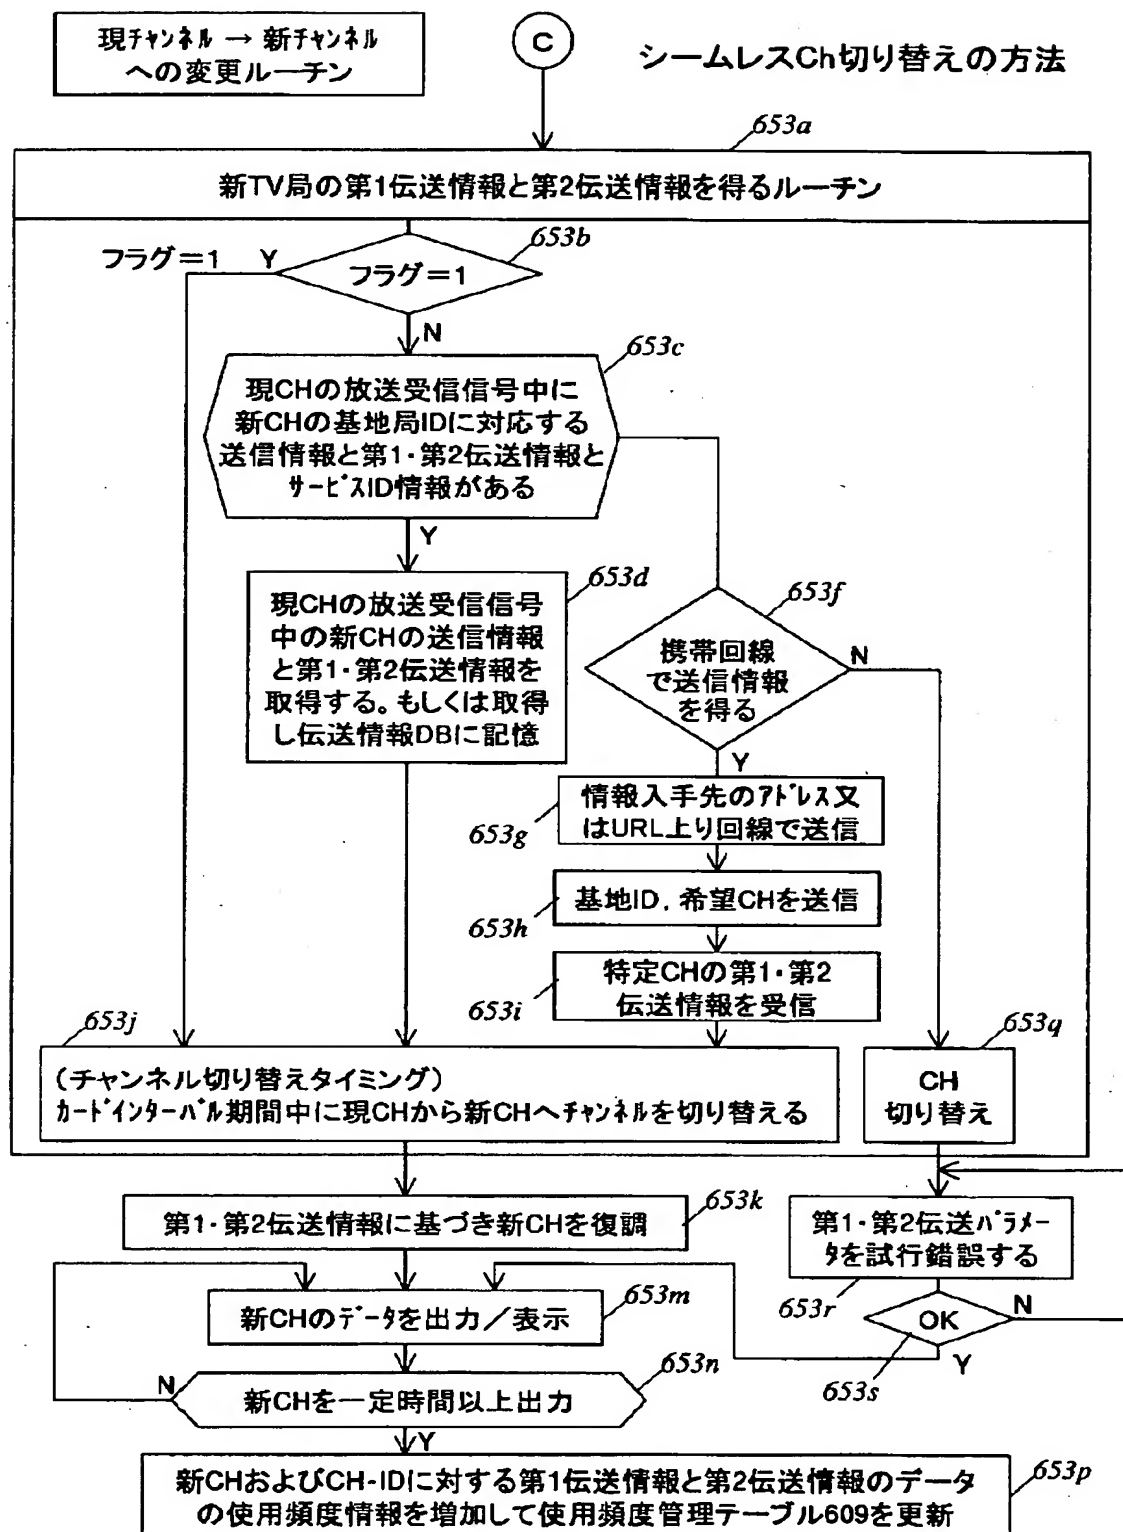 現ﾁｬﾝﾈﾙ → 新ﾁｬﾝﾈﾙ
への変更ルーチン
C
シームレスCh切り替えの方法
653a
新TV局の第1伝送情報と第2伝送情報を得るルーチン
フラグ＝1
Y
653b
フラグ＝1
N
653c
現CHの放送受信信号中に
新CHの基地局IDに対応する
送信情報と第1・第2伝送情報と
ｻｰﾋﾞｽID情報がある
Y
653d
現CHの放送受信信号
中の新CHの送信情報
と第1・第2伝送情報を
取得する。もしくは取得
し伝送情報DBに記憶
653f
携帯回線
で送信情報
を得る
N
Y
情報入手先のｱﾄﾞﾚｽ又
はURL上り回線で送信
653g
基地ID，希望CHを送信
653h
特定CHの第1・第2
伝送情報を受信
653i
653j
(チャンネル切り替えタイミング)
ｶｰﾄﾞｲﾝﾀｰﾊﾞﾙ期間中に現CHから新CHへﾁｬﾝﾈﾙを切り替える
653q
CH
切り替え
653k
第1・第2伝送情報に基づき新CHを復調
第1・第2伝送ﾊﾟﾗﾒｰ
ﾀを試行錯誤する
653r
653m
新CHのﾃﾞｰﾀを出力／表示
OK
N
Y
653s
653n
新CHを一定時間以上出力
N
Y
653p
新CHおよびCH-IDに対する第1伝送情報と第2伝送情報のデータ
の使用頻度情報を増加して使用頻度管理テーブル609を更新